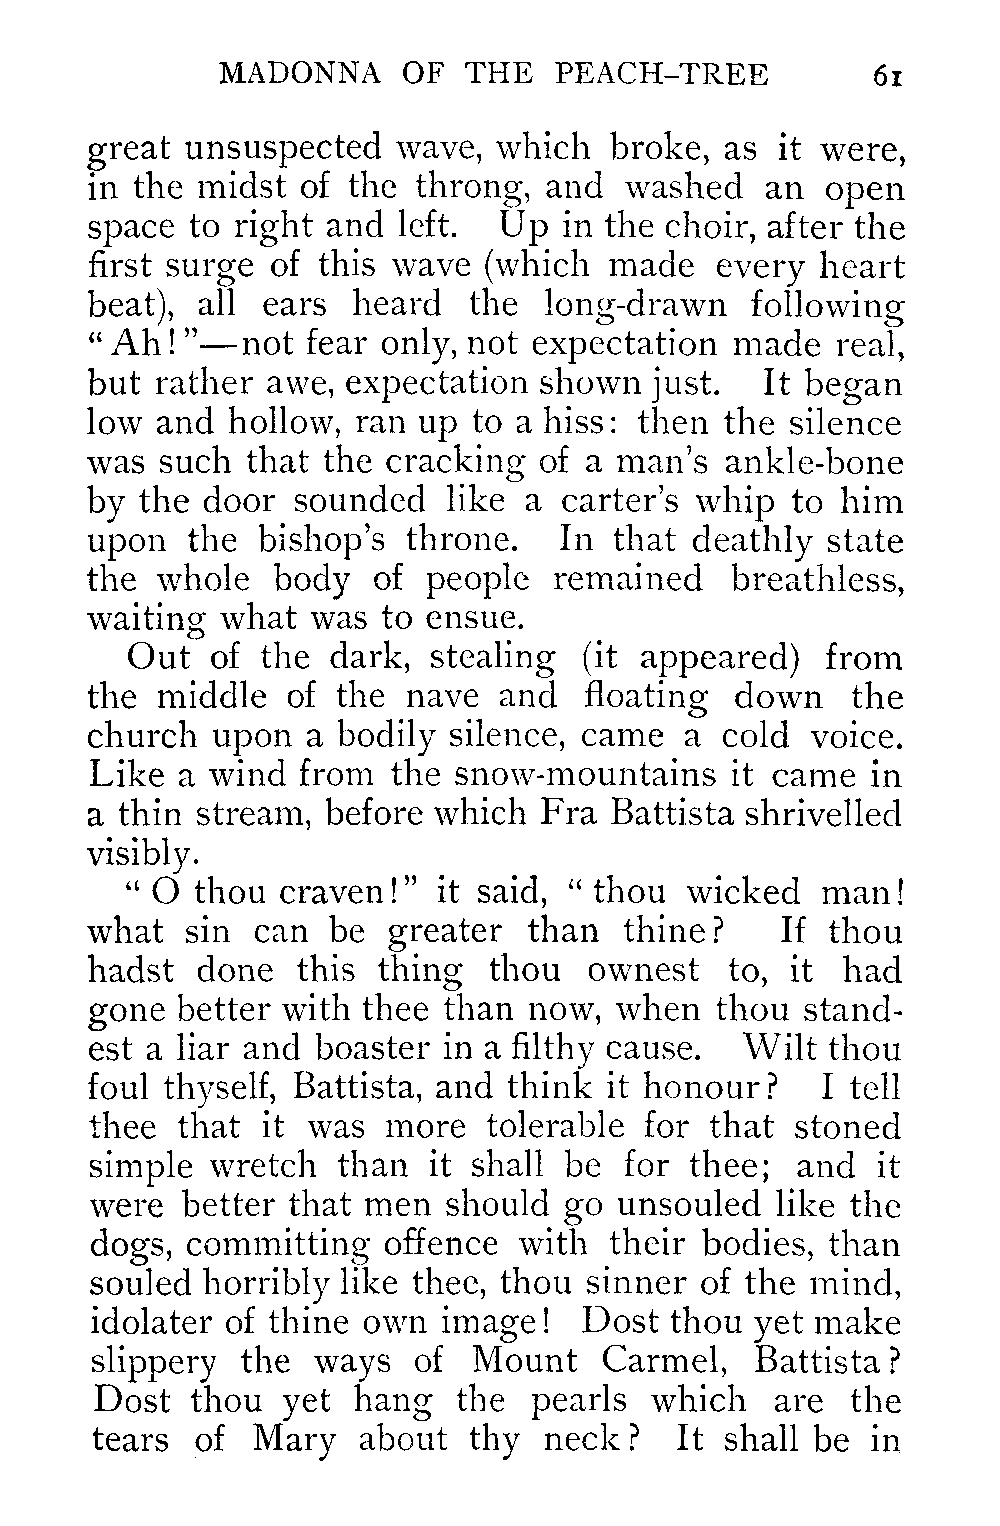 MADONNA OF THE PEACH-TREE 61
great unsuspected wave, which broke, as it were,
in the midst of the throng, and washed an open
space to right and left. Up in the choir, after the
first surge of this wave (which made every heart
beat), all ears heard the long-drawn following
“ Ah! ”—not fear only, not expectation made real,
but rather awe, expectation shown just. It began
low and hollow, ran up to a hiss: then the silence
was such that the cracking of a man’s ankle-bone
by the door sounded like a carter’s whip to him
upon the bishop’s throne. In that deathly state
the whole body of people remained breathless,
waiting what was to ensue.
Out of the dark, stealing (it appeared) from
the middle of the nave and floating down the
church upon a bodily silence, came a cold voice.
Like a wind from the snow-mountains it came in
a thin stream, before which Fra Battista shrivelled
visibly.
“ O thou craven! ” it said, “ thou wicked man!
what sin can be greater than thine? If thou
hadst done this thing thou ownest to, it had
gone better with thee than now, when thou stand-
est a liar and boaster in a filthy cause. Wilt thou
foul thyself, Battista, and think it honour? I tell
thee that it was more tolerable for that stoned
simple wretch than it shall be for thee; and it
were better that men should go unsouled like the
dogs, committing offence with their bodies, than
souled horribly like thee, thou sinner of the mind,
idolater of thine own image! Dost thou yet make
slippery the ways of Mount Carmel, Battista?
Dost thou yet hang the pearls which are the
tears of Mary about thy neck? It shall be in